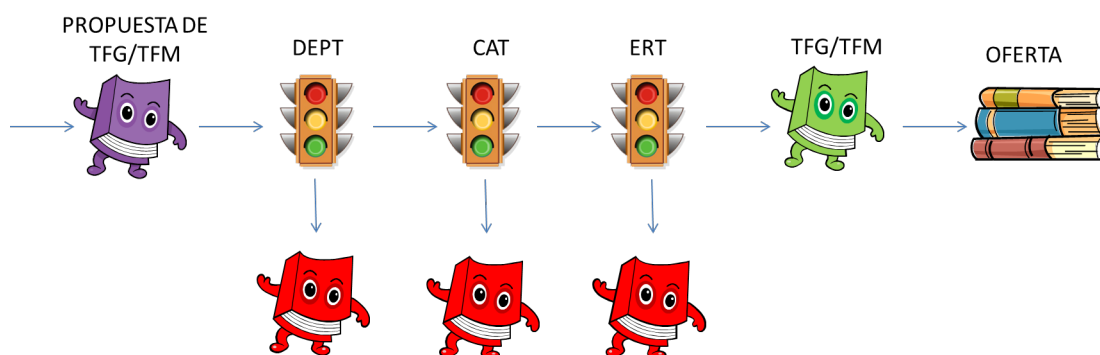 PROPUESTA DE
TFG/TFM
DEPT
CAT
ERT
TFG/TFM
OFERTA